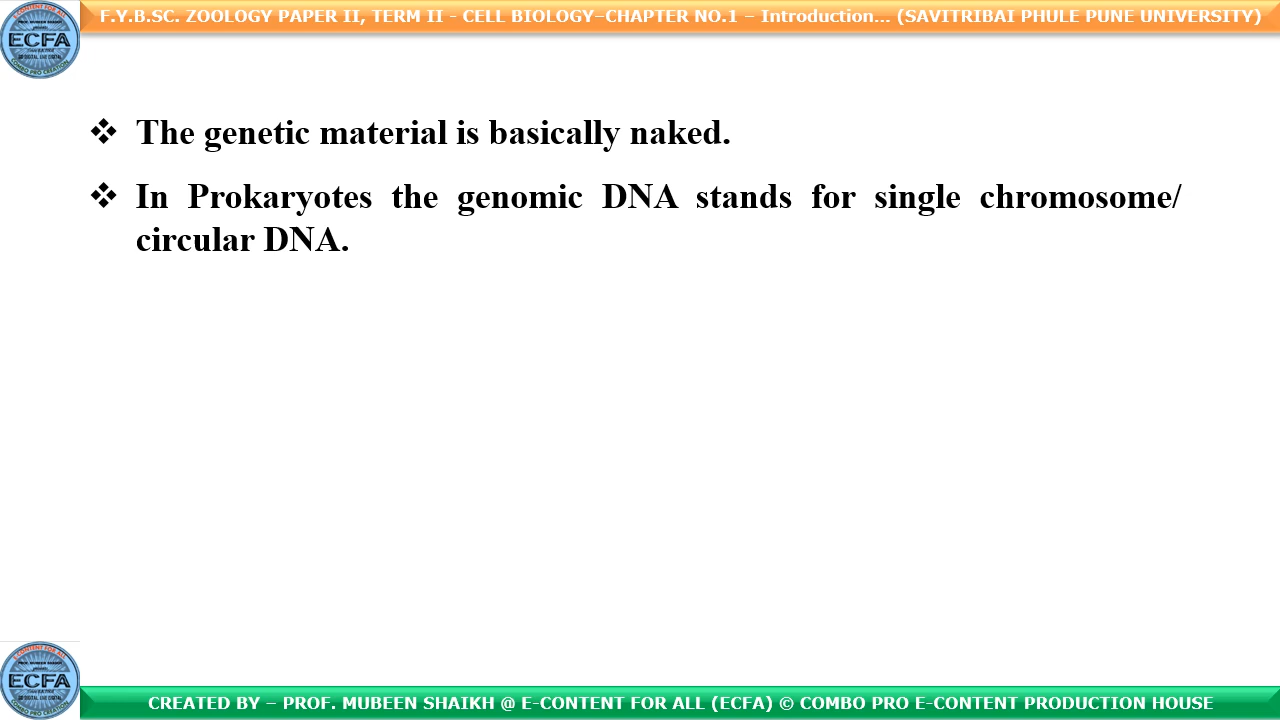 F.Y.B.SC. ZOOLOGY PAPER II, TERM II - CELL BIOLOGY–CHAPTER NO.1 – Introduction... (SAVITRIBAI PHULE PUNE UNIVERSITY)
ECFA
❖ The genetic material is basically naked.
❖ In Prokaryotes the genomic DNA stands for single chromosome/
circular DNA.
ECFA
CREATED BY – PROF. MUBEEN SHAIKH @ E-CONTENT FOR ALL (ECFA) © COMBO PRO E-CONTENT PRODUCTION HOUSE